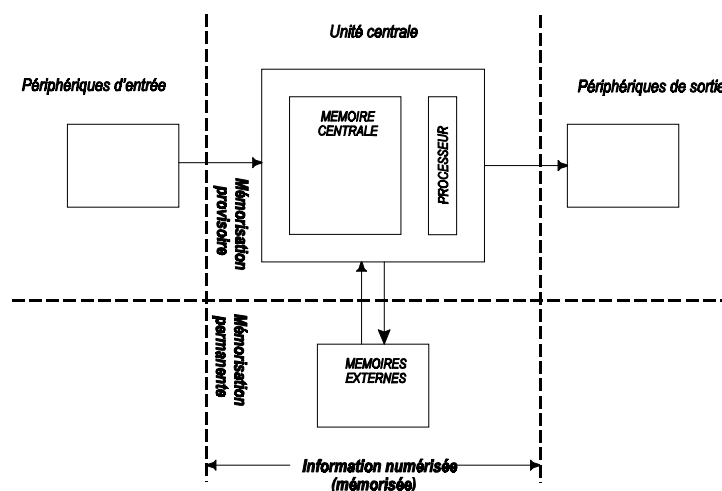 Unité centrale
Périphériques d'entrée
Périphériques de sortie
MEMOIRE
CENTRALE
PROCESSEUR
Mémorisation
provisoire
Mémorisation
permanente
MEMOIRES
EXTERNES
Information numérisée
(mémorisée)